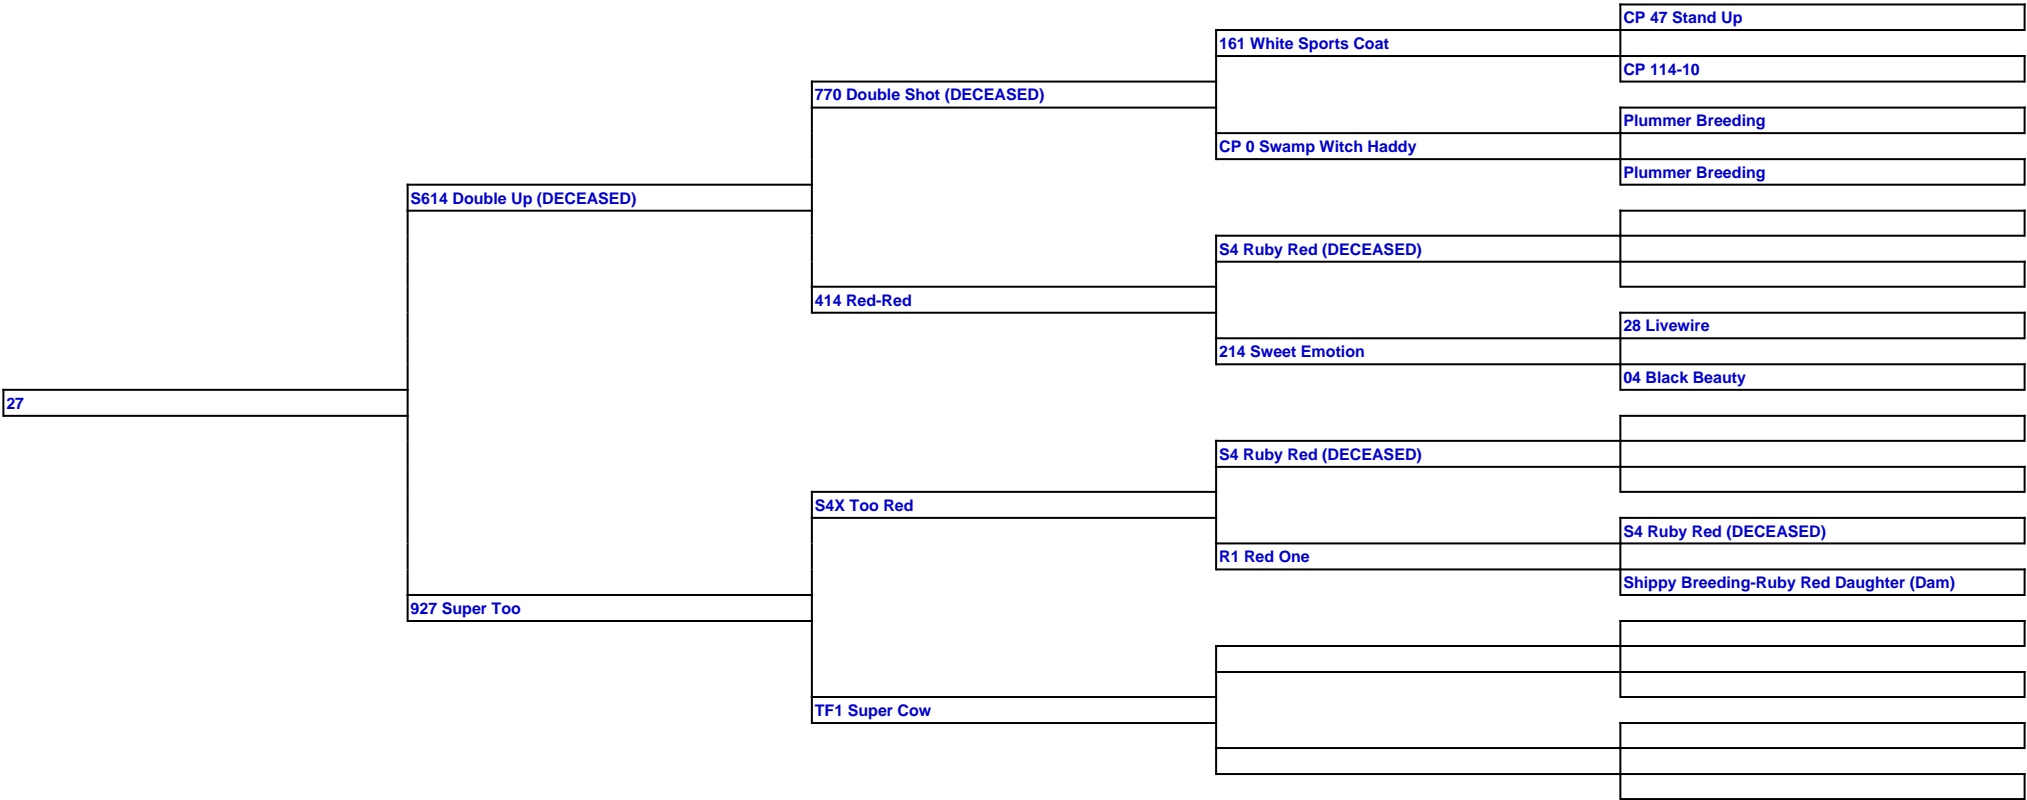 CP 47 Stand Up
161 White Sports Coat
CP 114-10
770 Double Shot (DECEASED)
Plummer Breeding
CP 0 Swamp Witch Haddy
Plummer Breeding
S614 Double Up (DECEASED)
S4 Ruby Red (DECEASED)
414 Red-Red
28 Livewire
214 Sweet Emotion
04 Black Beauty
27
S4 Ruby Red (DECEASED)
S4X Too Red
S4 Ruby Red (DECEASED)
R1 Red One
Shippy Breeding-Ruby Red Daughter (Dam)
927 Super Too
TF1 Super Cow